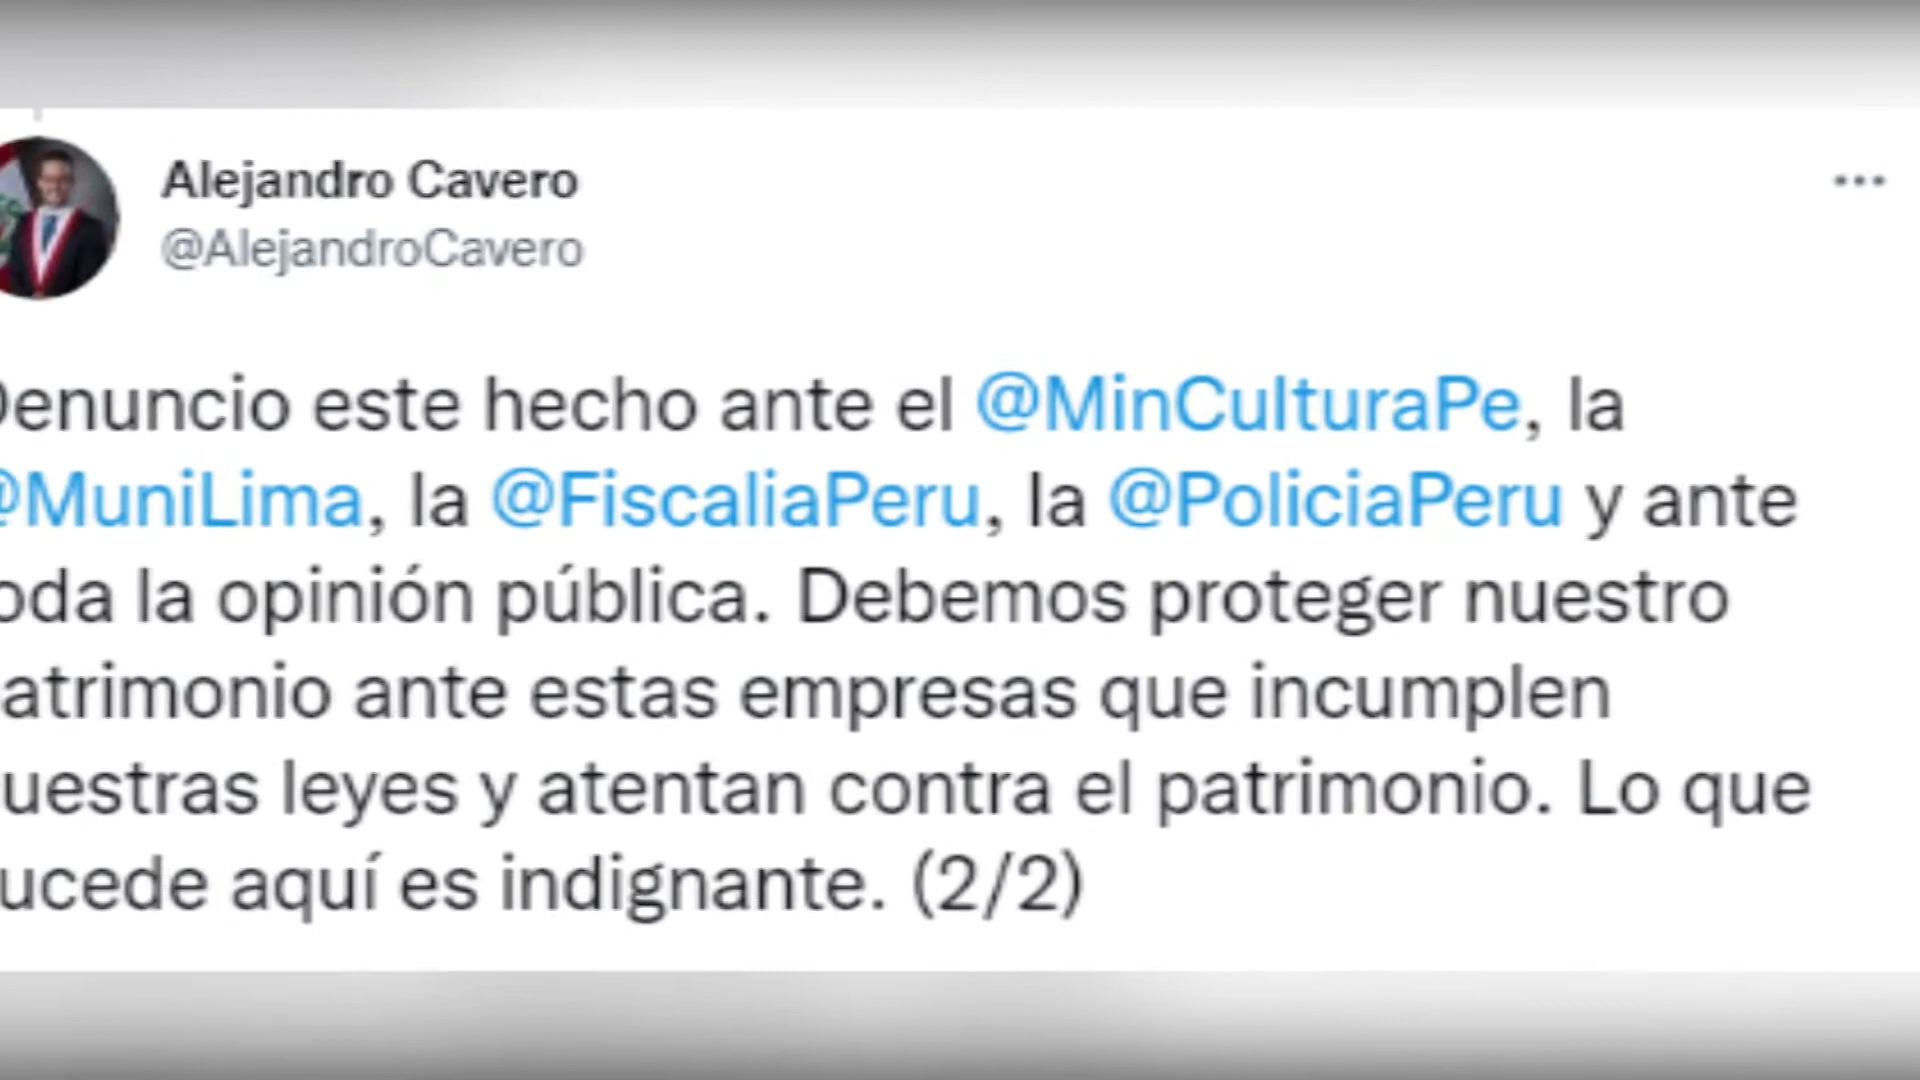 Alejandro Cavero
@AlejandroCavero
Denuncio este hecho ante el @MinCulturaPe, la
@MuniLima, la @FiscaliaPeru, la @PoliciaPeru y ante
oda la opinión pública. Debemos proteger nuestro
atrimonio ante estas empresas que incumplen
uestras leyes y atentan contra el patrimonio. Lo que
ucede aquí es indignante. (2/2)